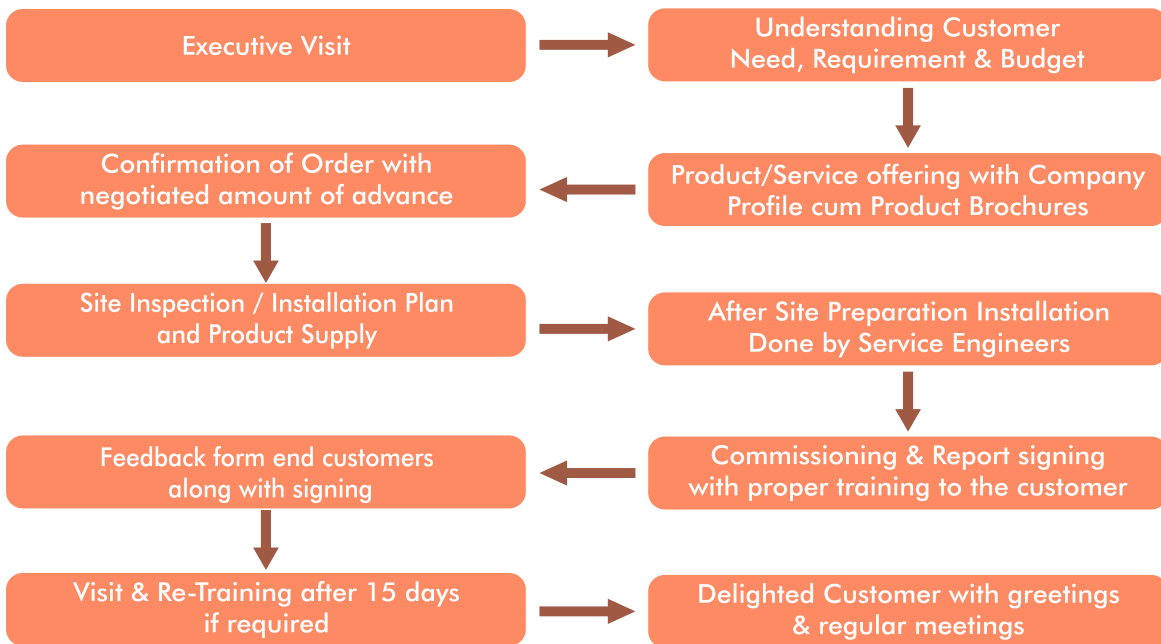 Executive Visit
Understanding Customer
Need, Requirement & Budget
Product/Service offering with Company
Profile cum Product Brochures
Confirmation of Order with
negotiated amount of advance
Site Inspection / Installation Plan
and Product Supply
After Site Preparation Installation
Done by Service Engineers
Commissioning & Report signing
with proper training to the customer
Feedback form end customers
along with signing
Visit & Re-Training after 15 days
if required
Delighted Customer with greetings
& regular meetings